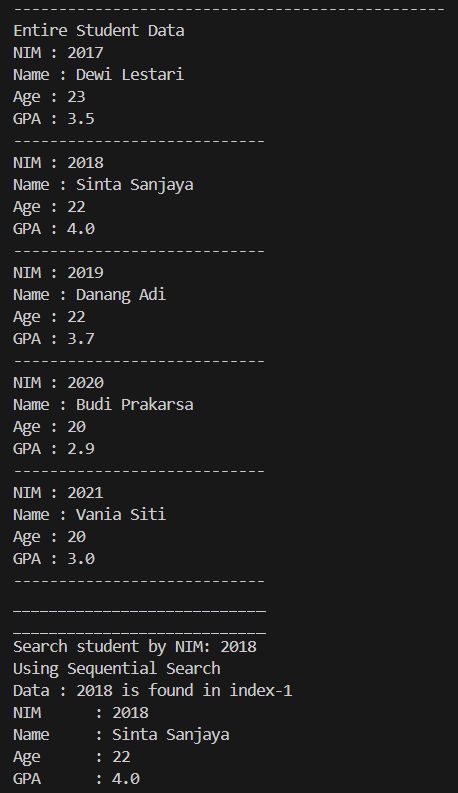 -----------------------------------------------
Entire Student Data
NIM : 2017
Name : Dewi Lestari
Age : 23
GPA : 3.5
----------------------------
NIM : 2018
Name : Sinta Sanjaya
Age : 22
GPA : 4.0
----------------------------
NIM : 2019
Name : Danang Adi
Age : 22
GPA : 3.7
----------------------------
NIM : 2020
Name : Budi Prakarsa
Age : 20
GPA : 2.9
----------------------------
NIM : 2021
Name : Vania Siti
Age : 20
GPA : 3.0
----------------------------
____________________________
____________________________
Search student by NIM: 2018
Using Sequential Search
Data : 2018 is found in index-1
NIM      : 2018
Name     : Sinta Sanjaya
Age      : 22
GPA      : 4.0